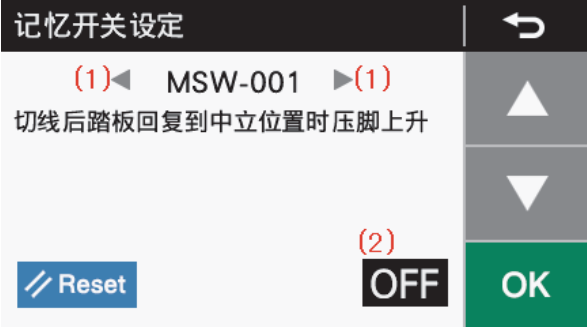 记忆开关设定
(1) MSW-001 (1)
切线后踏板回复到中立位置时压脚上升
(2)
Reset OFF OK